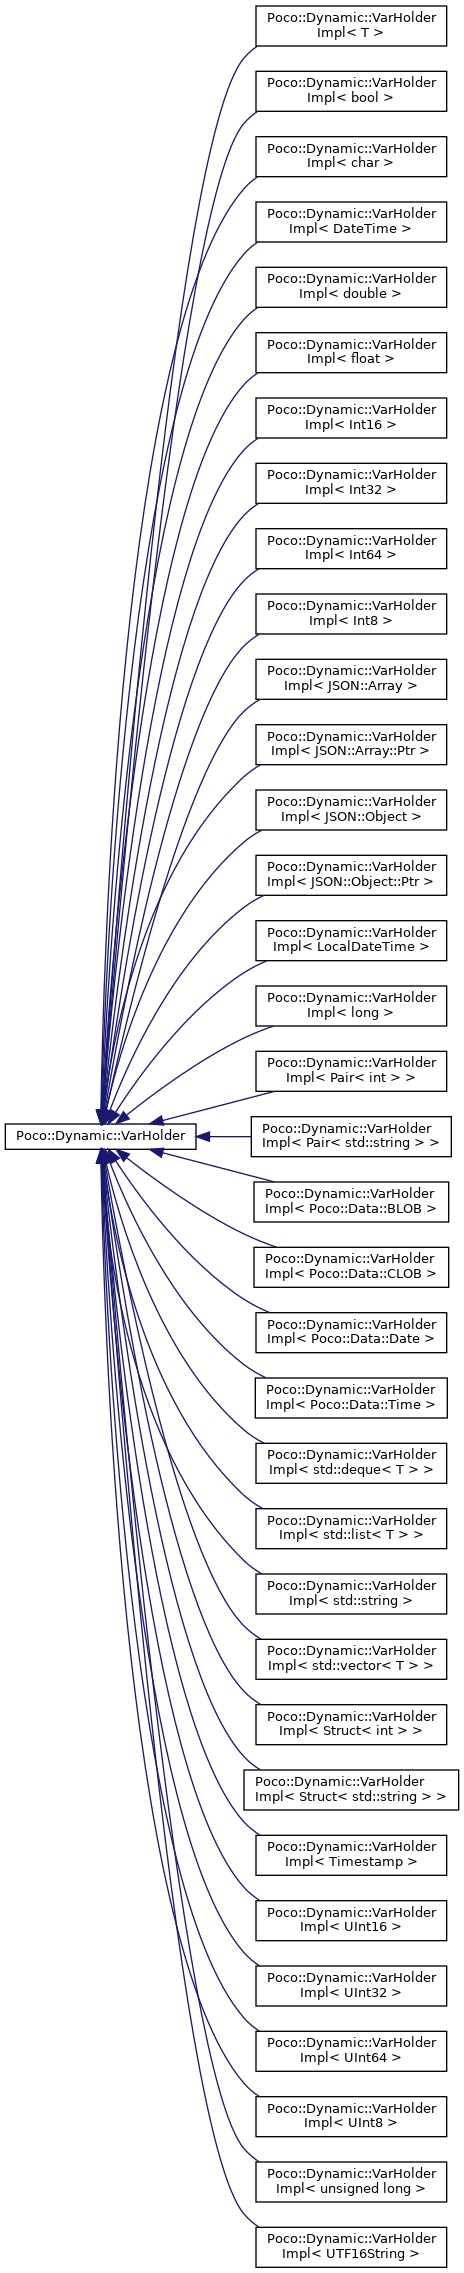 Poco::Dynamic::VarHolder
Impl< T >
Poco::Dynamic::VarHolder
Impl< bool >
Poco::Dynamic::VarHolder
Impl< char >
Poco::Dynamic::VarHolder
Impl< DateTime >
Poco::Dynamic::VarHolder
Impl< double >
Poco::Dynamic::VarHolder
Impl< float >
Poco::Dynamic::VarHolder
Impl< Int16 >
Poco::Dynamic::VarHolder
Impl< Int32 >
Poco::Dynamic::VarHolder
Impl< Int64 >
Poco::Dynamic::VarHolder
Impl< Int8 >
Poco::Dynamic::VarHolder
Impl< JSON::Array >
Poco::Dynamic::VarHolder
Impl< JSON::Array::Ptr >
Poco::Dynamic::VarHolder
Impl< JSON::Object >
Poco::Dynamic::VarHolder
Impl< JSON::Object::Ptr >
Poco::Dynamic::VarHolder
Impl< LocalDateTime >
Poco::Dynamic::VarHolder
Impl< long >
Poco::Dynamic::VarHolder
Impl< Pair< int > >
Poco::Dynamic::VarHolder
Poco::Dynamic::VarHolder
Impl< Pair< std::string > >
Poco::Dynamic::VarHolder
Impl< Poco::Data::BLOB >
Poco::Dynamic::VarHolder
Impl< Poco::Data::CLOB >
Poco::Dynamic::VarHolder
Impl< Poco::Data::Date >
Poco::Dynamic::VarHolder
Impl< Poco::Data::Time >
Poco::Dynamic::VarHolder
Impl< std::deque< T > >
Poco::Dynamic::VarHolder
Impl< std::list< T > >
Poco::Dynamic::VarHolder
Impl< std::string >
Poco::Dynamic::VarHolder
Impl< std::vector< T > >
Poco::Dynamic::VarHolder
Impl< Struct< int > >
Poco::Dynamic::VarHolder
Impl< Struct< std::string > >
Poco::Dynamic::VarHolder
Impl< Timestamp >
Poco::Dynamic::VarHolder
Impl< UInt16 >
Poco::Dynamic::VarHolder
Impl< UInt32 >
Poco::Dynamic::VarHolder
Impl< UInt64 >
Poco::Dynamic::VarHolder
Impl< UInt8 >
Poco::Dynamic::VarHolder
Impl< unsigned long >
Poco::Dynamic::VarHolder
Impl< UTF16String >